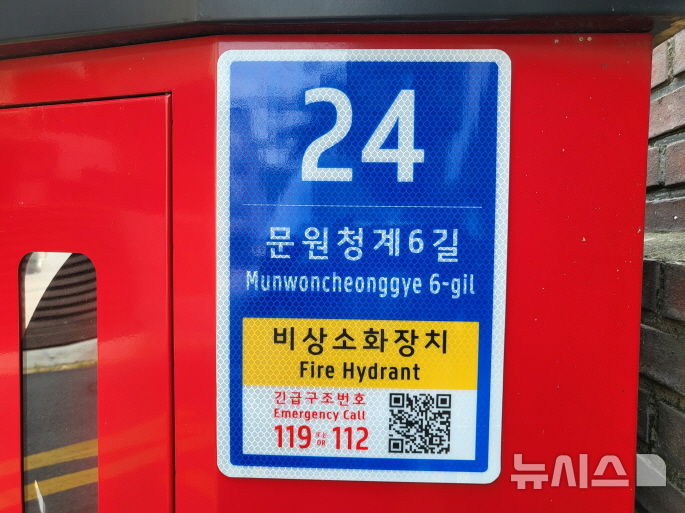 24
문원청계6길
Munwoncheonggye 6-gil
비상소화장치
Fire Hydrant
긴급구조번호
Emergency Call
119 또는 OR 112
뉴시스